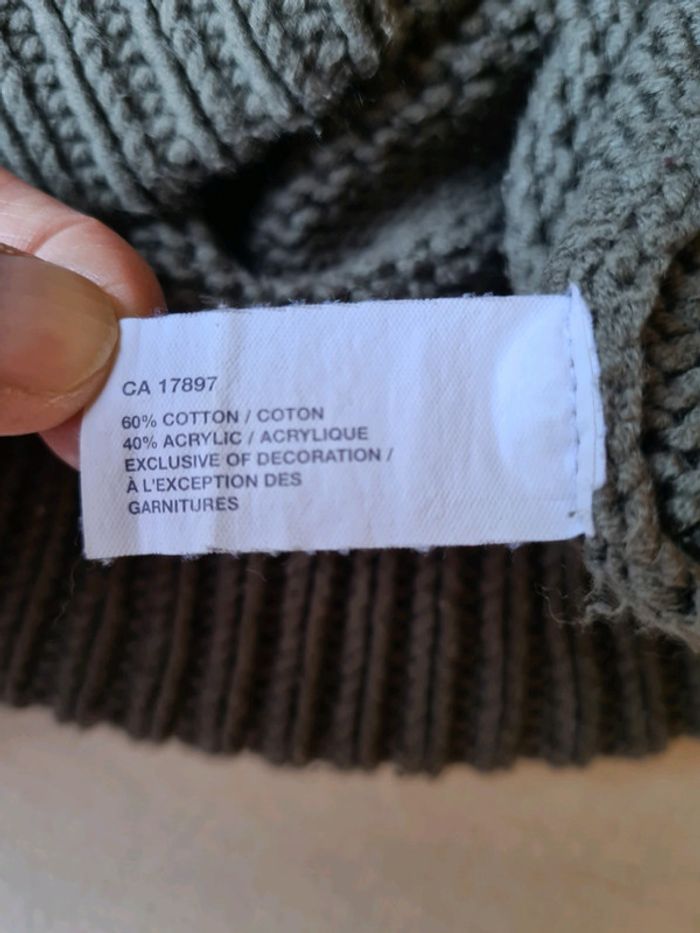 CA 17897
60% COTTON / COTON
40% ACRYLIC / ACRYLIQUE
EXCLUSIVE OF DECORATION /
À L'EXCEPTION DES
GARNITURES